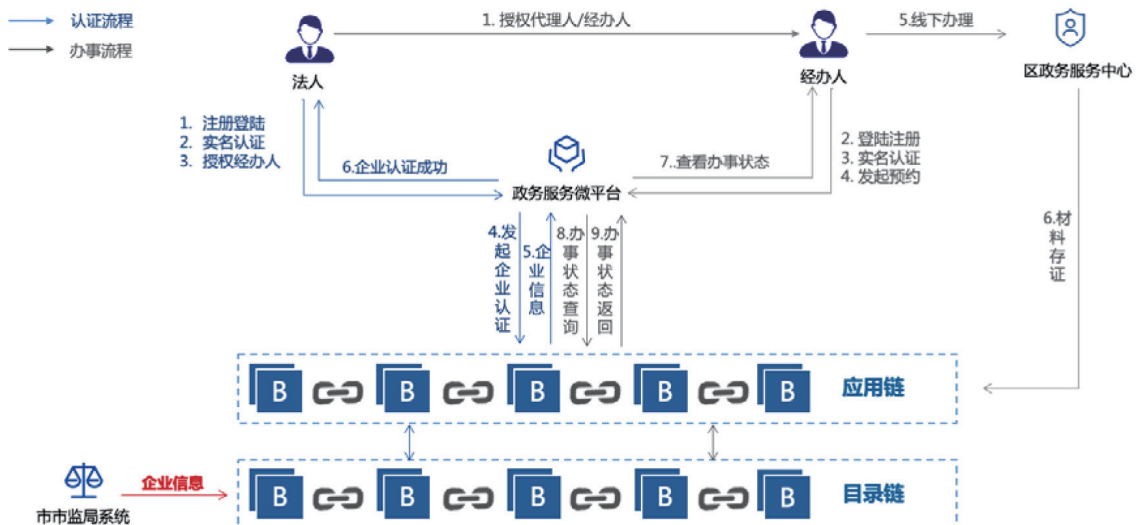 认证流程
办事流程
1. 授权代理人/经办人
5.线下办理
法人
经办人
区政务服务中心
1. 注册登陆
2. 实名认证
3. 授权经办人
6.企业认证成功
7..查看办事状态
2. 登陆注册
3. 实名认证
4. 发起预约
政务服务微平台
4.发起企业认证
5.企业信息
8.办事状态查询
9.办事状态返回
6.材料存证
B B B B B 应用链
企业信息
B B B B B 目录链
市市监局系统